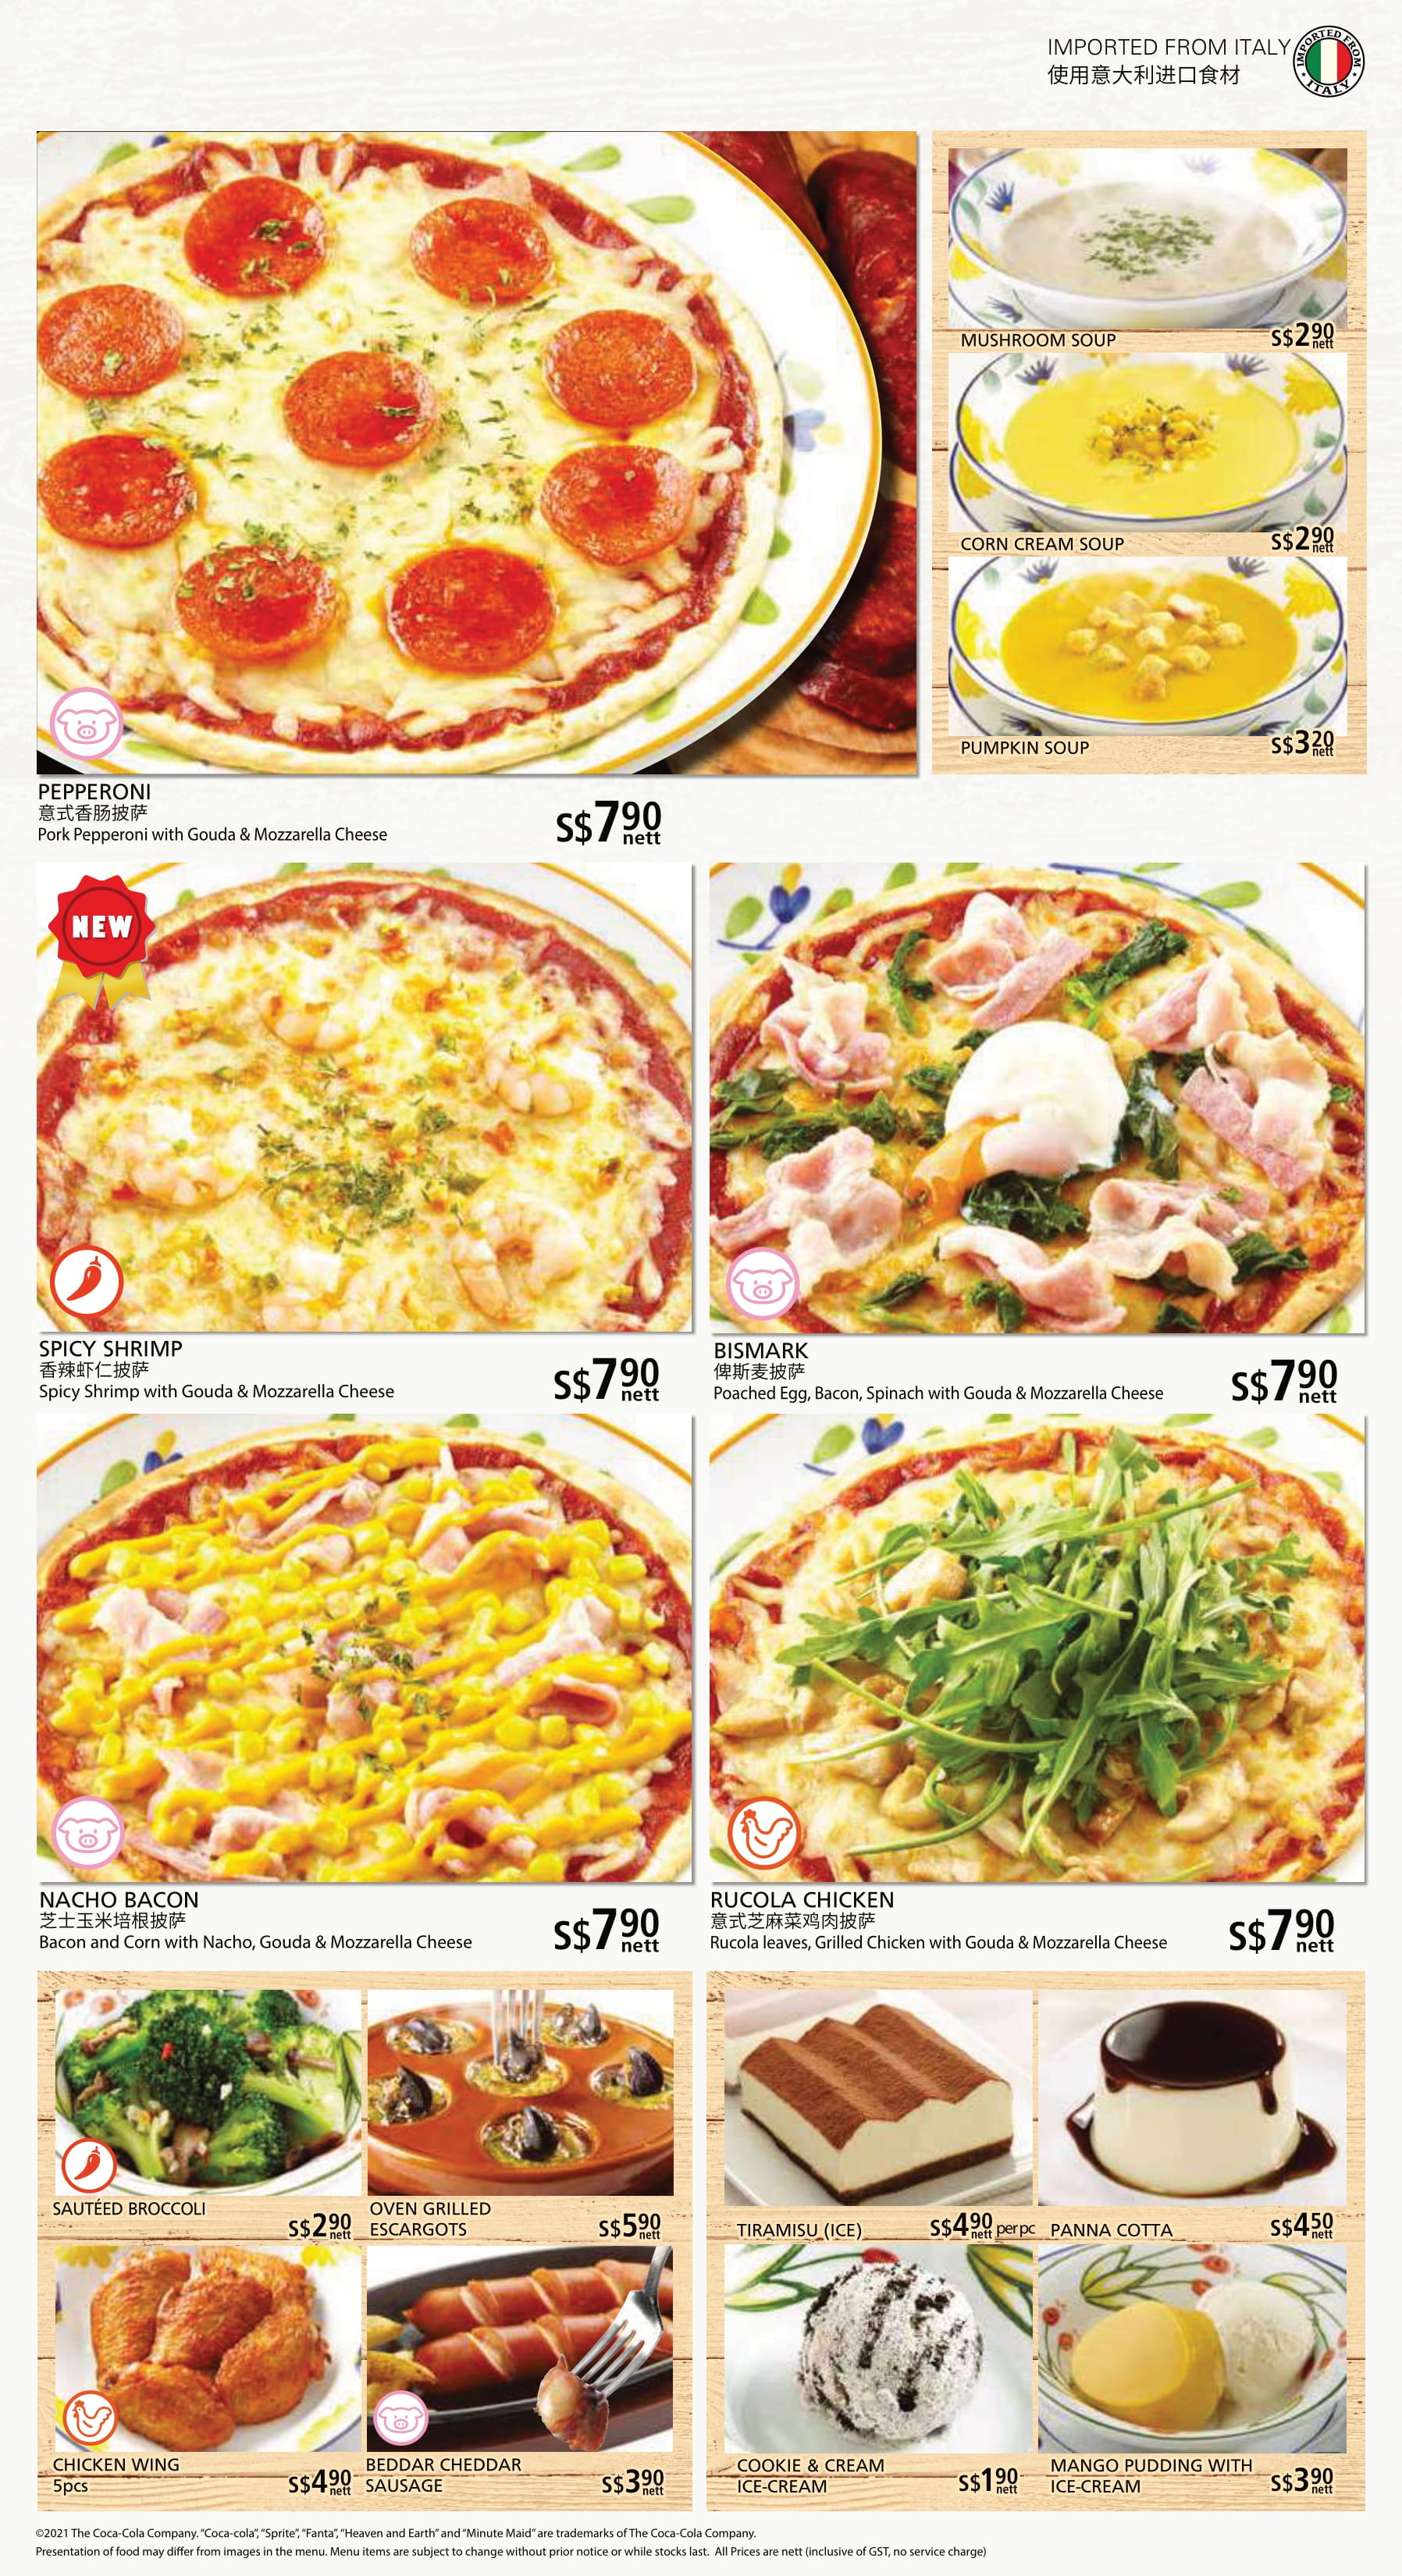 IMPORTED FROM ITALY
使用意大利进口食材
IMPORTED FROM
ITALY
MUSHROOM SOUP S$2.90 nett
CORN CREAM SOUP S$2.90 nett
PUMPKIN SOUP S$3.20 nett
PEPPERONI
意式香肠披萨
Pork Pepperoni with Gouda & Mozzarella Cheese
S$7.90 nett
NEW
SPICY SHRIMP
香辣虾仁披萨
Spicy Shrimp with Gouda & Mozzarella Cheese
S$7.90 nett
BISMARK
俾斯麦披萨
Poached Egg, Bacon, Spinach with Gouda & Mozzarella Cheese
S$7.90 nett
NACHO BACON
芝士玉米培根披萨
Bacon and Corn with Nacho, Gouda & Mozzarella Cheese
S$7.90 nett
RUCOLA CHICKEN
意式芝麻菜鸡肉披萨
Rucola leaves, Grilled Chicken with Gouda & Mozzarella Cheese
S$7.90 nett
SAUTÉED BROCCOLI
S$2.90 nett
OVEN GRILLED
ESCARGOTS
S$5.90 nett
CHICKEN WING
5pcs
S$4.90 nett
BEDDAR CHEDDAR
SAUSAGE
S$3.90 nett
TIRAMISU (ICE) S$4.90 nett per pc
PANNA COTTA S$4.50 nett
COOKIE & CREAM
ICE-CREAM
S$1.90 nett
MANGO PUDDING WITH
ICE-CREAM
S$3.90 nett
©2021 The Coca-Cola Company. “Coca-cola”, “Sprite”, “Fanta”, “Heaven and Earth” and “Minute Maid” are trademarks of The Coca-Cola Company.
Presentation of food may differ from images in the menu. Menu items are subject to change without prior notice or while stocks last. All Prices are nett (inclusive of GST, no service charge)